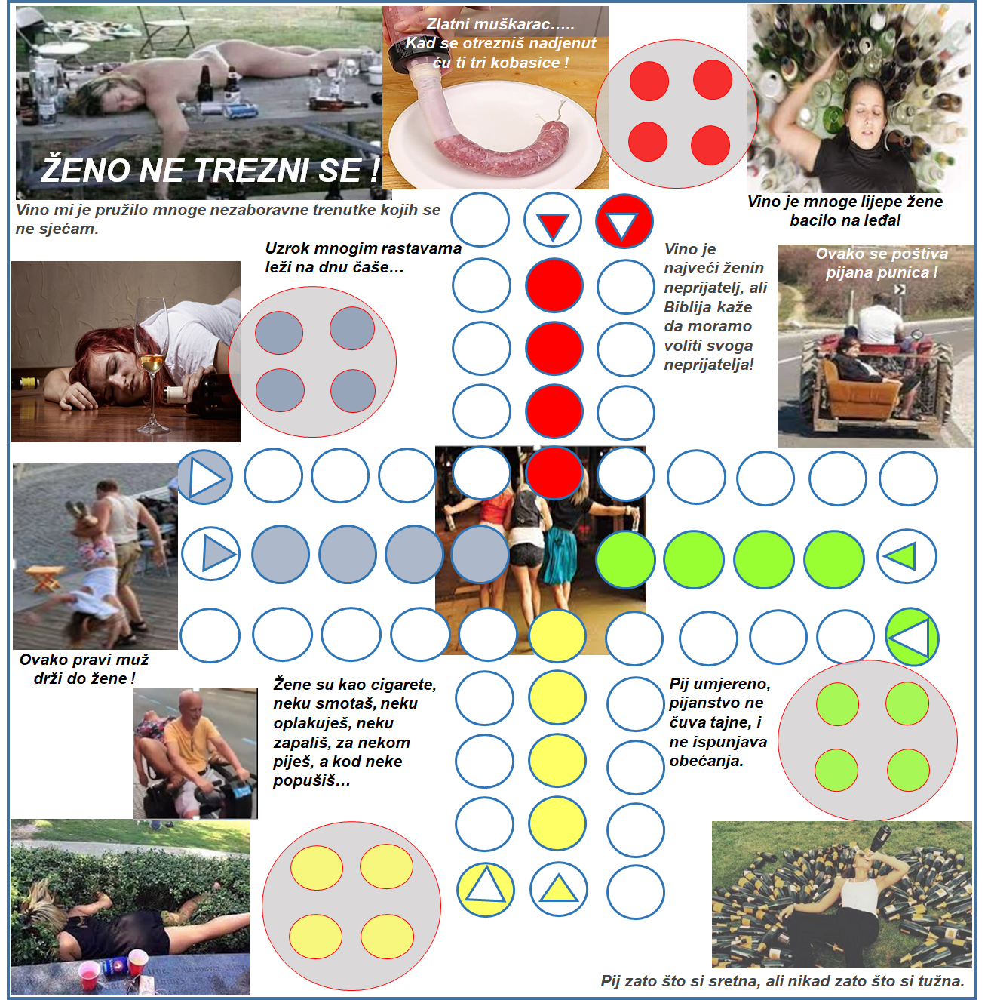 Zlatni muškarac…..
Kad se otrezniš nadjenut
ću ti tri kobasice !
ŽENO NE TREZNI SE !
Vino mi je pružilo mnoge nezaboravne trenutke kojih se
ne sjećam.
Vino je mnoge lijepe žene
bacilo na leđa!
Uzrok mnogim rastavama
leži na dnu čaše…
Vino je
najveći ženin
neprijatelj, ali
Biblija kaže
da moramo
voliti svoga
neprijatelja!
Ovako se poštiva
pijana punica !
Ovako pravi muž
drži do žene !
Žene su kao cigarete,
neku smotaš, neku
oplakuješ, neku
zapališ, za nekom
piješ, a kod neke
popušiš…
Pij umjereno,
pijanstvo ne
čuva tajne, i
ne ispunjava
obećanja.
Pij zato što si sretna, ali nikad zato što si tužna.